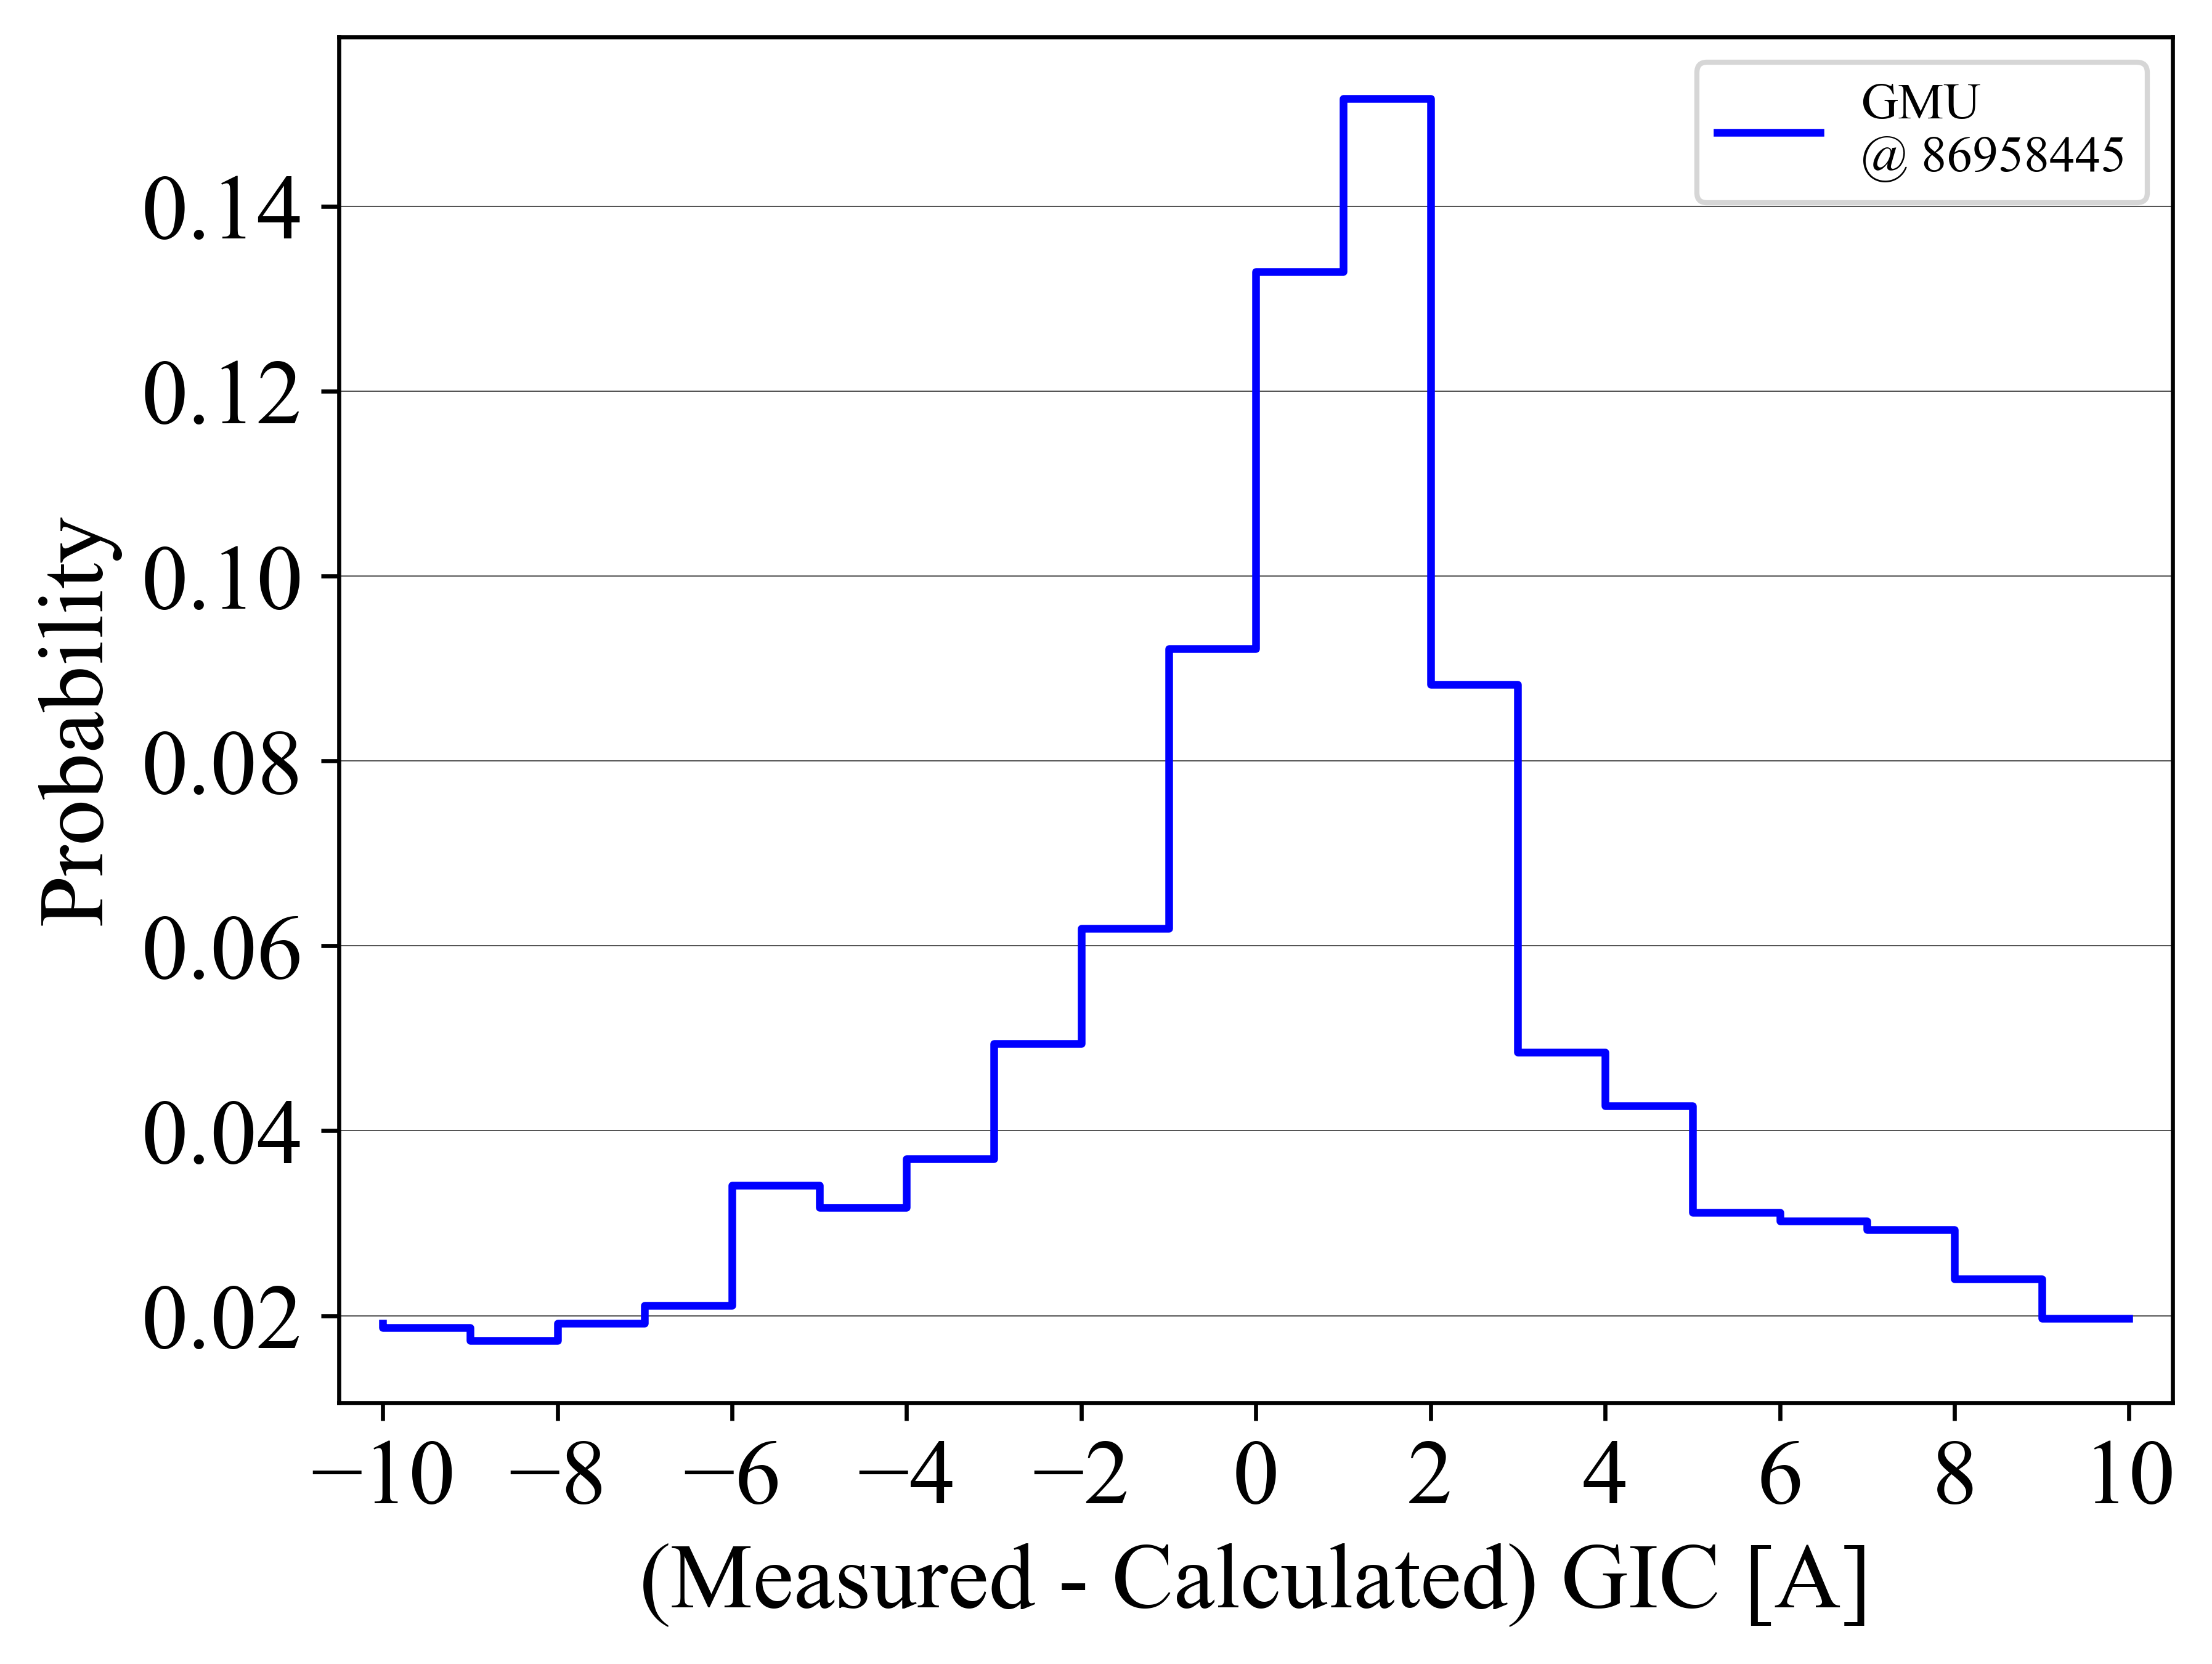 GMU
@ 86958445
0.14
0.12
0.10
0.08
0.06
0.04
0.02
Probability
−10 −8 −6 −4 −2 0 2 4 6 8 10
(Measured - Calculated) GIC [A]